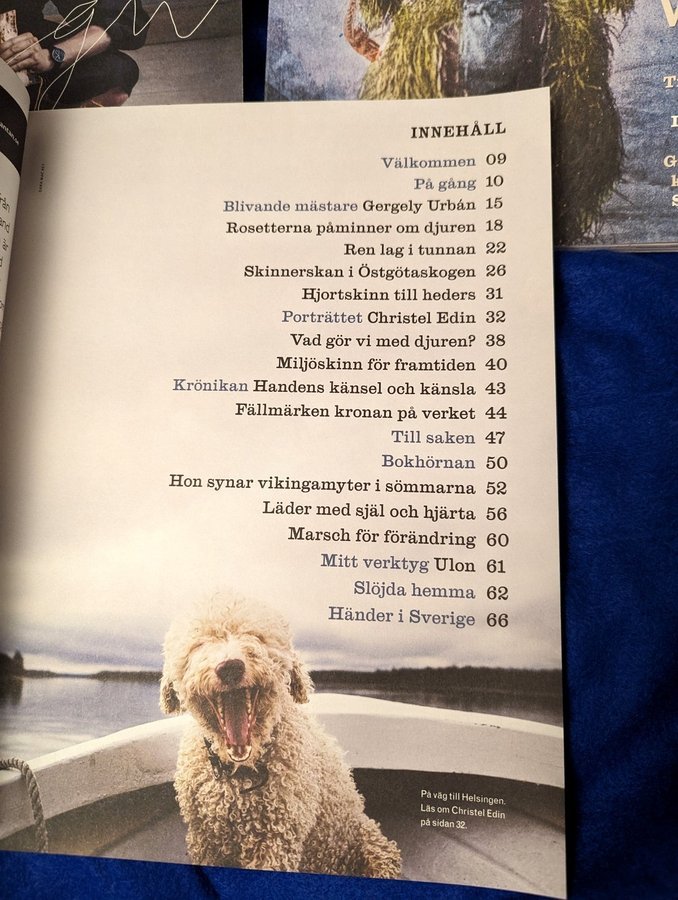 INNEHÅLL
Välkommen 09
På gång 10
Blivande mästare Gergely Urbán 15
Rosetterna påminner om djuren 18
Ren lag i tunnan 22
Skinnerskan i Östgötaskogen 26
Hjortskinn till heders 31
Porträttet Christel Edin 32
Vad gör vi med djuren? 38
Miljöskinn för framtiden 40
Krönikan Handens känsel och känsla 43
Fällmärken kronan på verket 44
Till saken 47
Bokhörnan 50
Hon synar vikingamyter i sömmarna 52
Läder med själ och hjärta 56
Marsch för förändring 60
Mitt verktyg Ulon 61
Slöjda hemma 62
Händer i Sverige 66
På väg till Helsingen.
Läs om Christel Edin
på sidan 32.